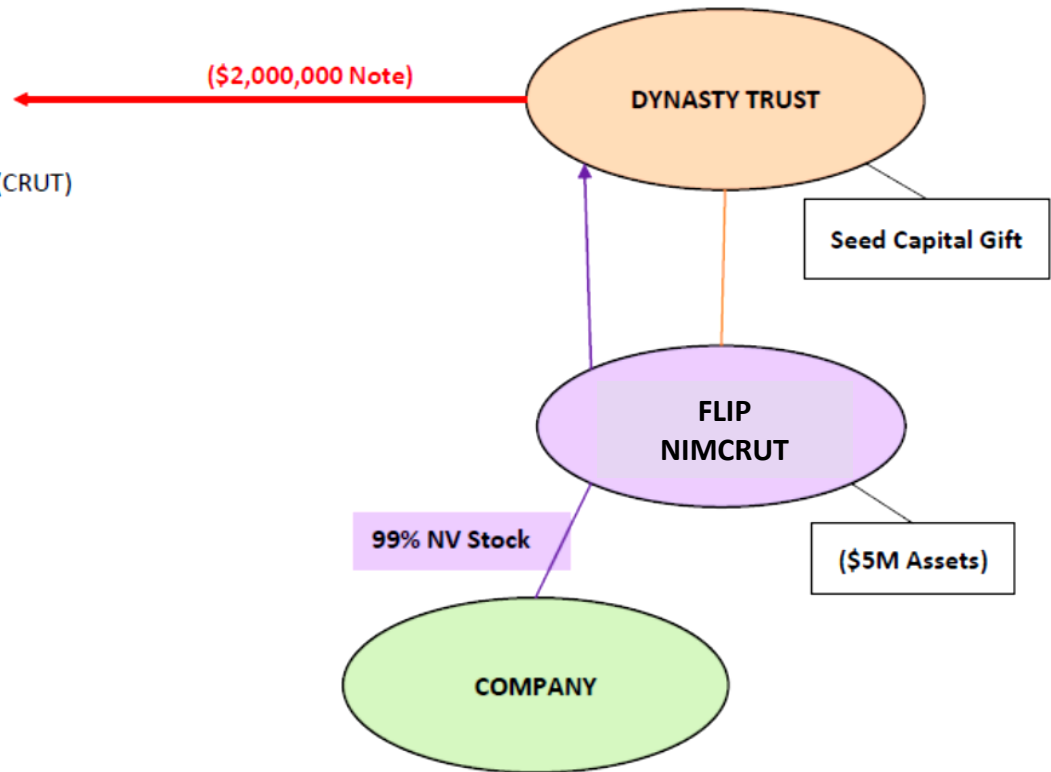 ($2,000,000 Note)
DYNASTY TRUST
(CRUT)
Seed Capital Gift
FLIP
NIMCRUT
99% NV Stock
($5M Assets)
COMPANY